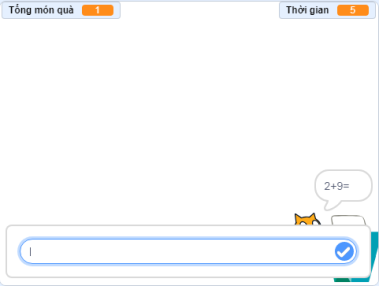 Tổng món quà 1
Thời gian 5
2+9=